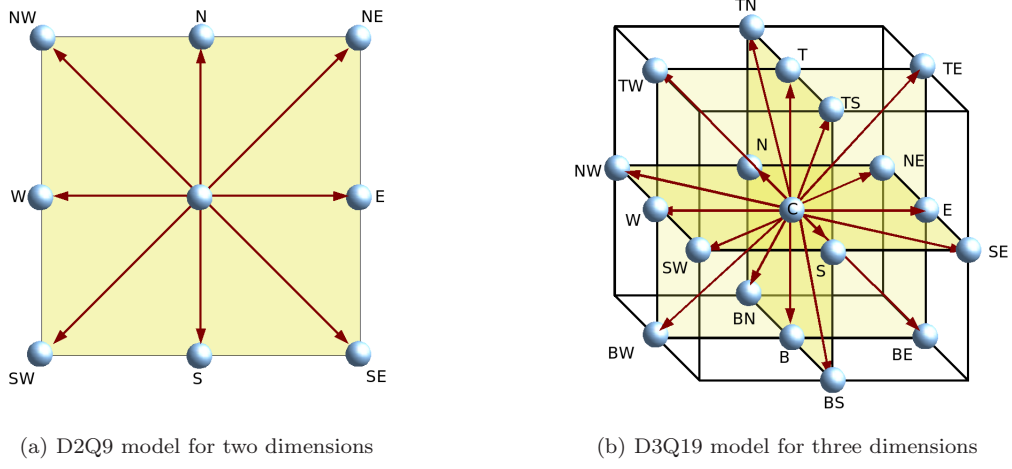 NW N NE
W E
SW S SE
(a) D2Q9 model for two dimensions
TN
T TE
TW
TS
N NE
NW
C
W E
SW S SE
BN
BW B BE
BS
(b) D3Q19 model for three dimensions